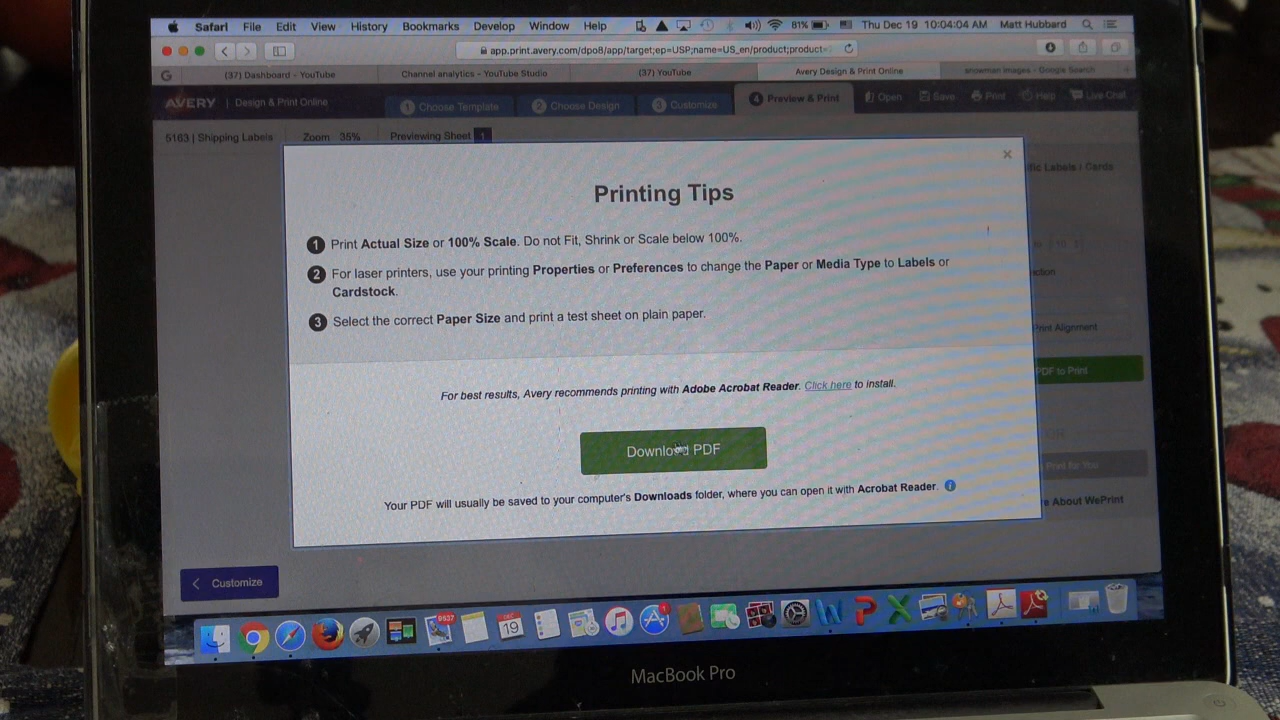 Safari File Edit View History Bookmarks Develop Window Help 81% Thu Dec 19 10:04:04 AM Matt Hubbard
app.print.avery.com/dpo8/app/target;ep=USP;name=US_en/product;product=
(37) Dashboard - YouTube Channel analytics - YouTube Studio (37) YouTube Avery Design & Print Online snowman images - Google Search
AVERY | Design & Print Online 1 Choose Template 2 Choose Design 3 Customize 4 Preview & Print Open Save Print Help Live Chat
5163 | Shipping Labels Zoom 35% Previewing Sheet 1
fic Labels / Cards
Printing Tips
1 Print Actual Size or 100% Scale. Do not Fit, Shrink or Scale below 100%.
2 For laser printers, use your printing Properties or Preferences to change the Paper or Media Type to Labels or
Cardstock.
3 Select the correct Paper Size and print a test sheet on plain paper.
Print Alignment
PDF to Print
For best results, Avery recommends printing with Adobe Acrobat Reader. Click here to install.
Download PDF
Print for You
Your PDF will usually be saved to your computer's Downloads folder, where you can open it with Acrobat Reader.
e About WePrint
Customize
9637
19
1
MacBook Pro